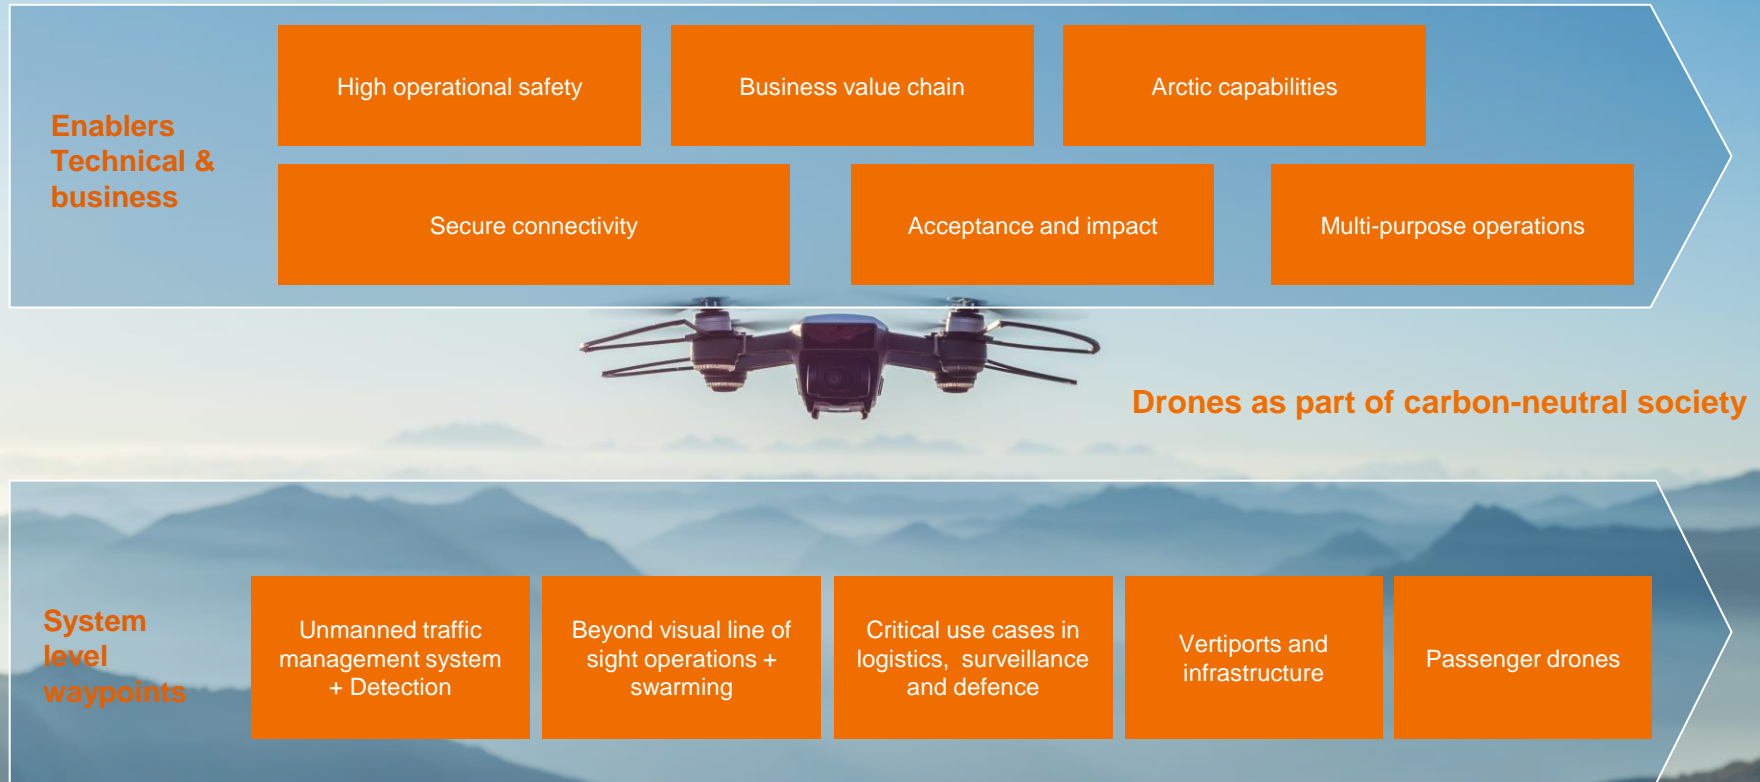 Enablers
Technical &
business
High operational safety
Business value chain
Arctic capabilities
Secure connectivity
Acceptance and impact
Multi-purpose operations
Drones as part of carbon-neutral society
System
level
waypoints
Unmanned traffic
management system
+ Detection
Beyond visual line of
sight operations +
swarming
Critical use cases in
logistics, surveillance
and defence
Vertiports and
infrastructure
Passenger drones